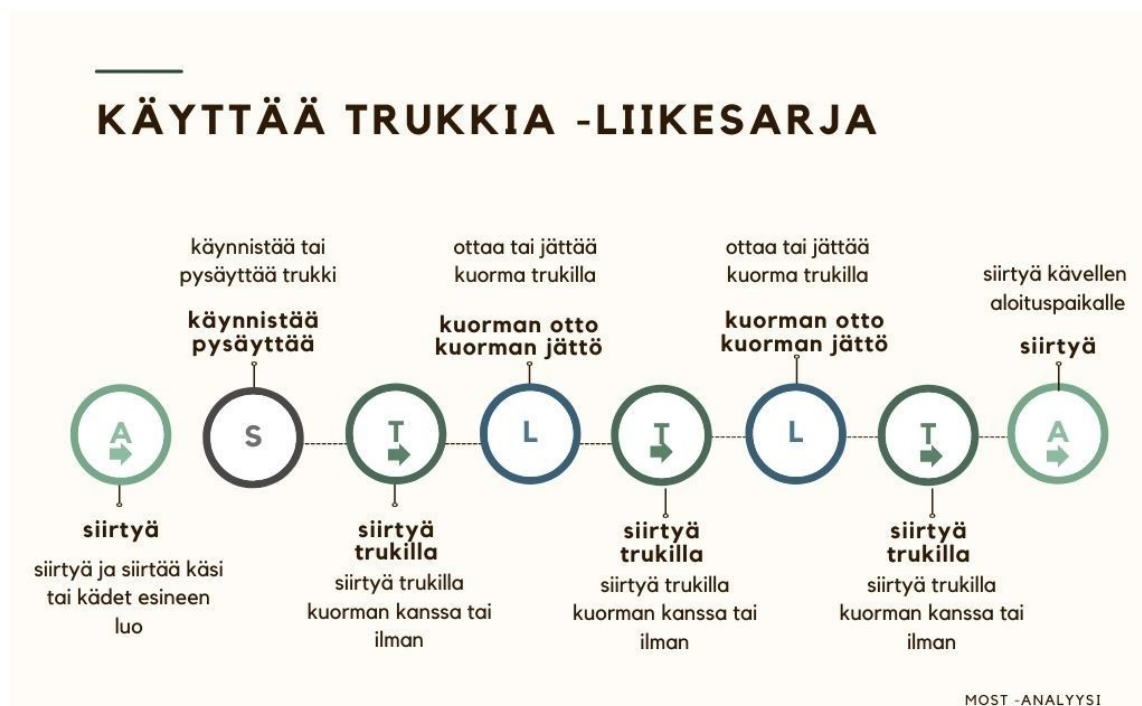 KÄYTTÄÄ TRUKKIA -LIIKESARJA
käynnistää tai
pysäyttää trukki
käynnistää
pysäyttää
ottaa tai jättää
kuorma trukilla
kuorman otto
kuorman jättö
ottaa tai jättää
kuorma trukilla
kuorman otto
kuorman jättö
siirtyä kävellen
aloituspaikalle
siirtyä
A
S
T
L
T
L
T
A
siirtyä
siirtyä ja siirtää käsi
tai kädet esineen
luo
siirtyä
trukilla
siirtyä trukilla
kuorman kanssa tai
ilman
siirtyä
trukilla
siirtyä trukilla
kuorman kanssa tai
ilman
siirtyä
trukilla
siirtyä trukilla
kuorman kanssa tai
ilman
MOST -ANALYYSI